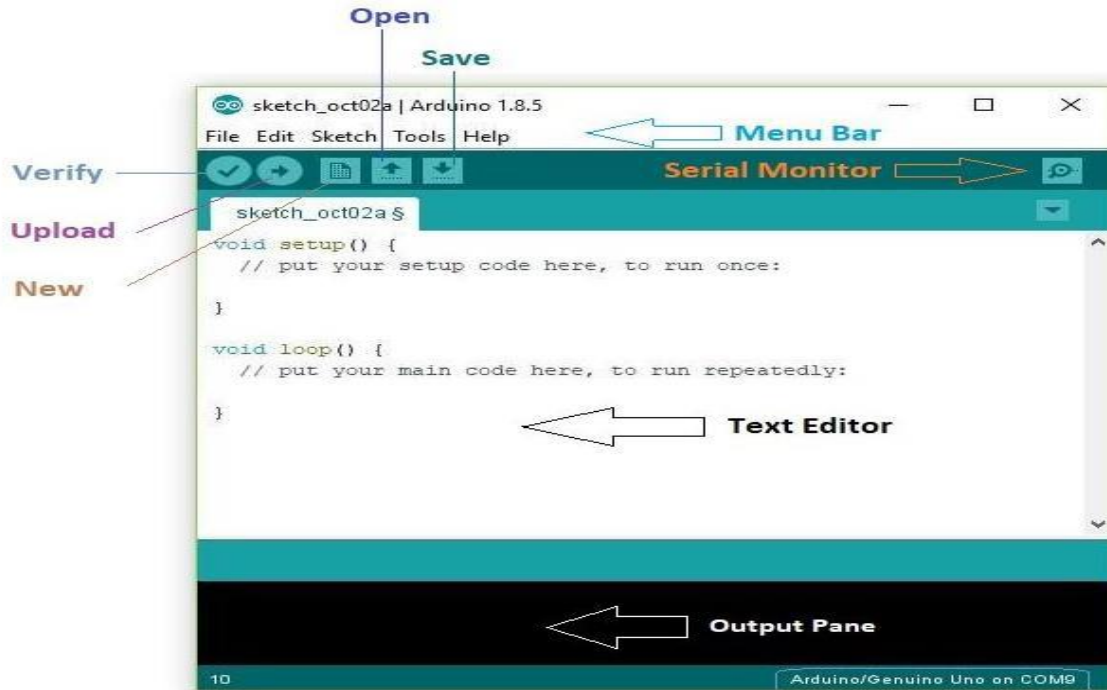 Open
Save
sketch_oct02a | Arduino 1.8.5
File Edit Sketch Tools Help
Menu Bar
Verify
Serial Monitor
sketch_oct02a §
Upload
void setup() {
// put your setup code here, to run once:
New
}
void loop() {
// put your main code here, to run repeatedly:
}
Text Editor
Output Pane
10
Arduino/Genuino Uno on COM9